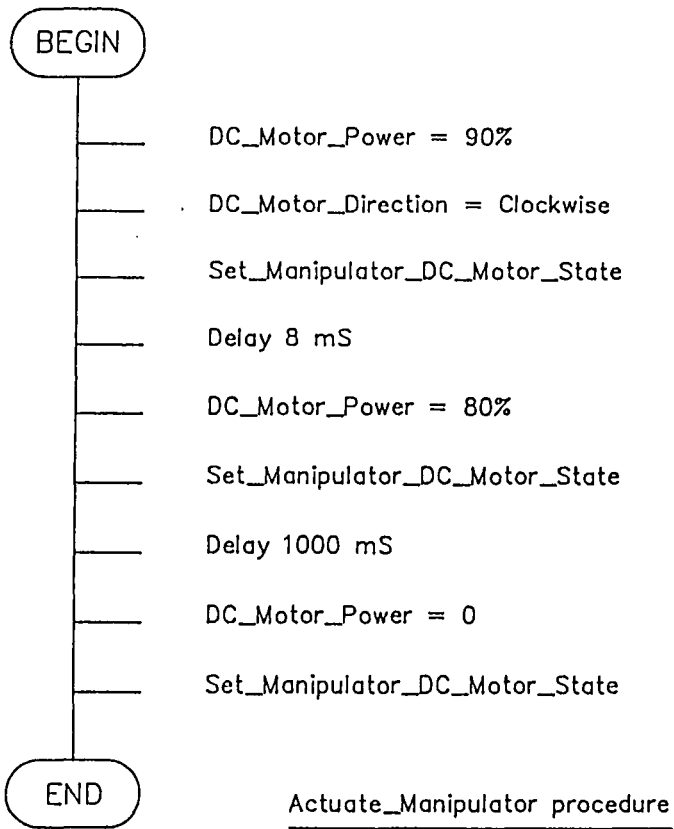 BEGIN
DC_Motor_Power = 90%
DC_Motor_Direction = Clockwise
Set_Manipulator_DC_Motor_State
Delay 8 mS
DC_Motor_Power = 80%
Set_Manipulator_DC_Motor_State
Delay 1000 mS
DC_Motor_Power = 0
Set_Manipulator_DC_Motor_State
END
Actuate_Manipulator procedure